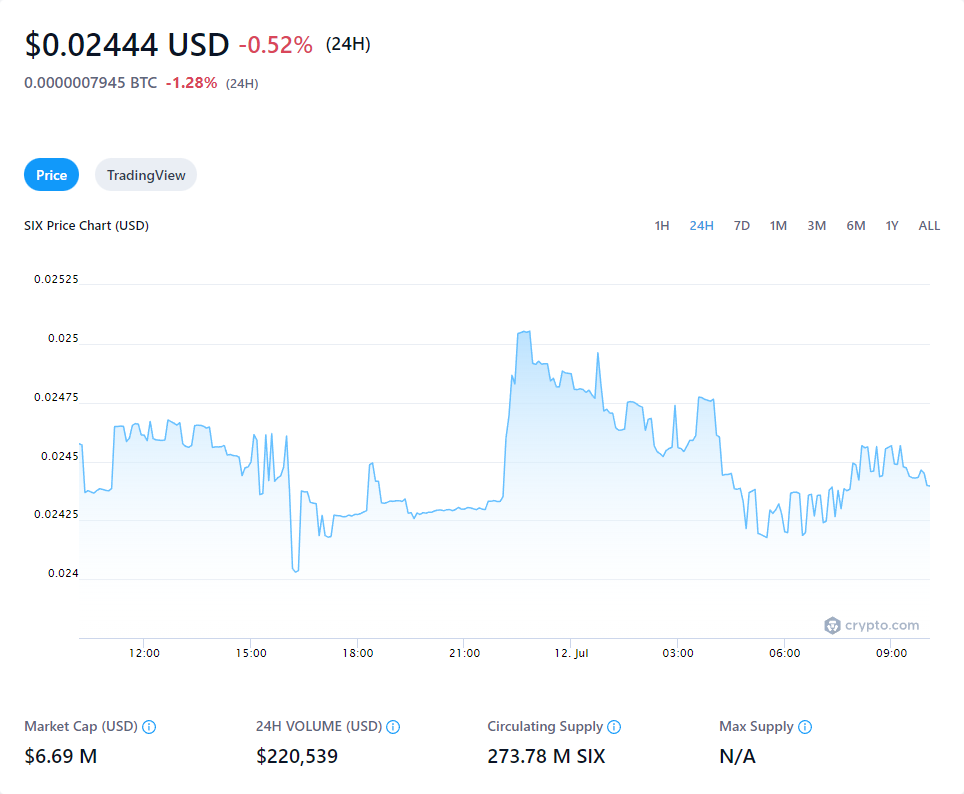 $0.02444 USD -0.52% (24H)
0.0000007945 BTC -1.28% (24H)
Price TradingView
SIX Price Chart (USD) 1H 24H 7D 1M 3M 6M 1Y ALL
0.02525
0.025
0.02475
0.0245
0.02425
0.024
crypto.com
12:00 15:00 18:00 21:00 12. Jul 03:00 06:00 09:00
Market Cap (USD) 24H VOLUME (USD) Circulating Supply Max Supply
$6.69 M $220,539 273.78 M SIX N/A